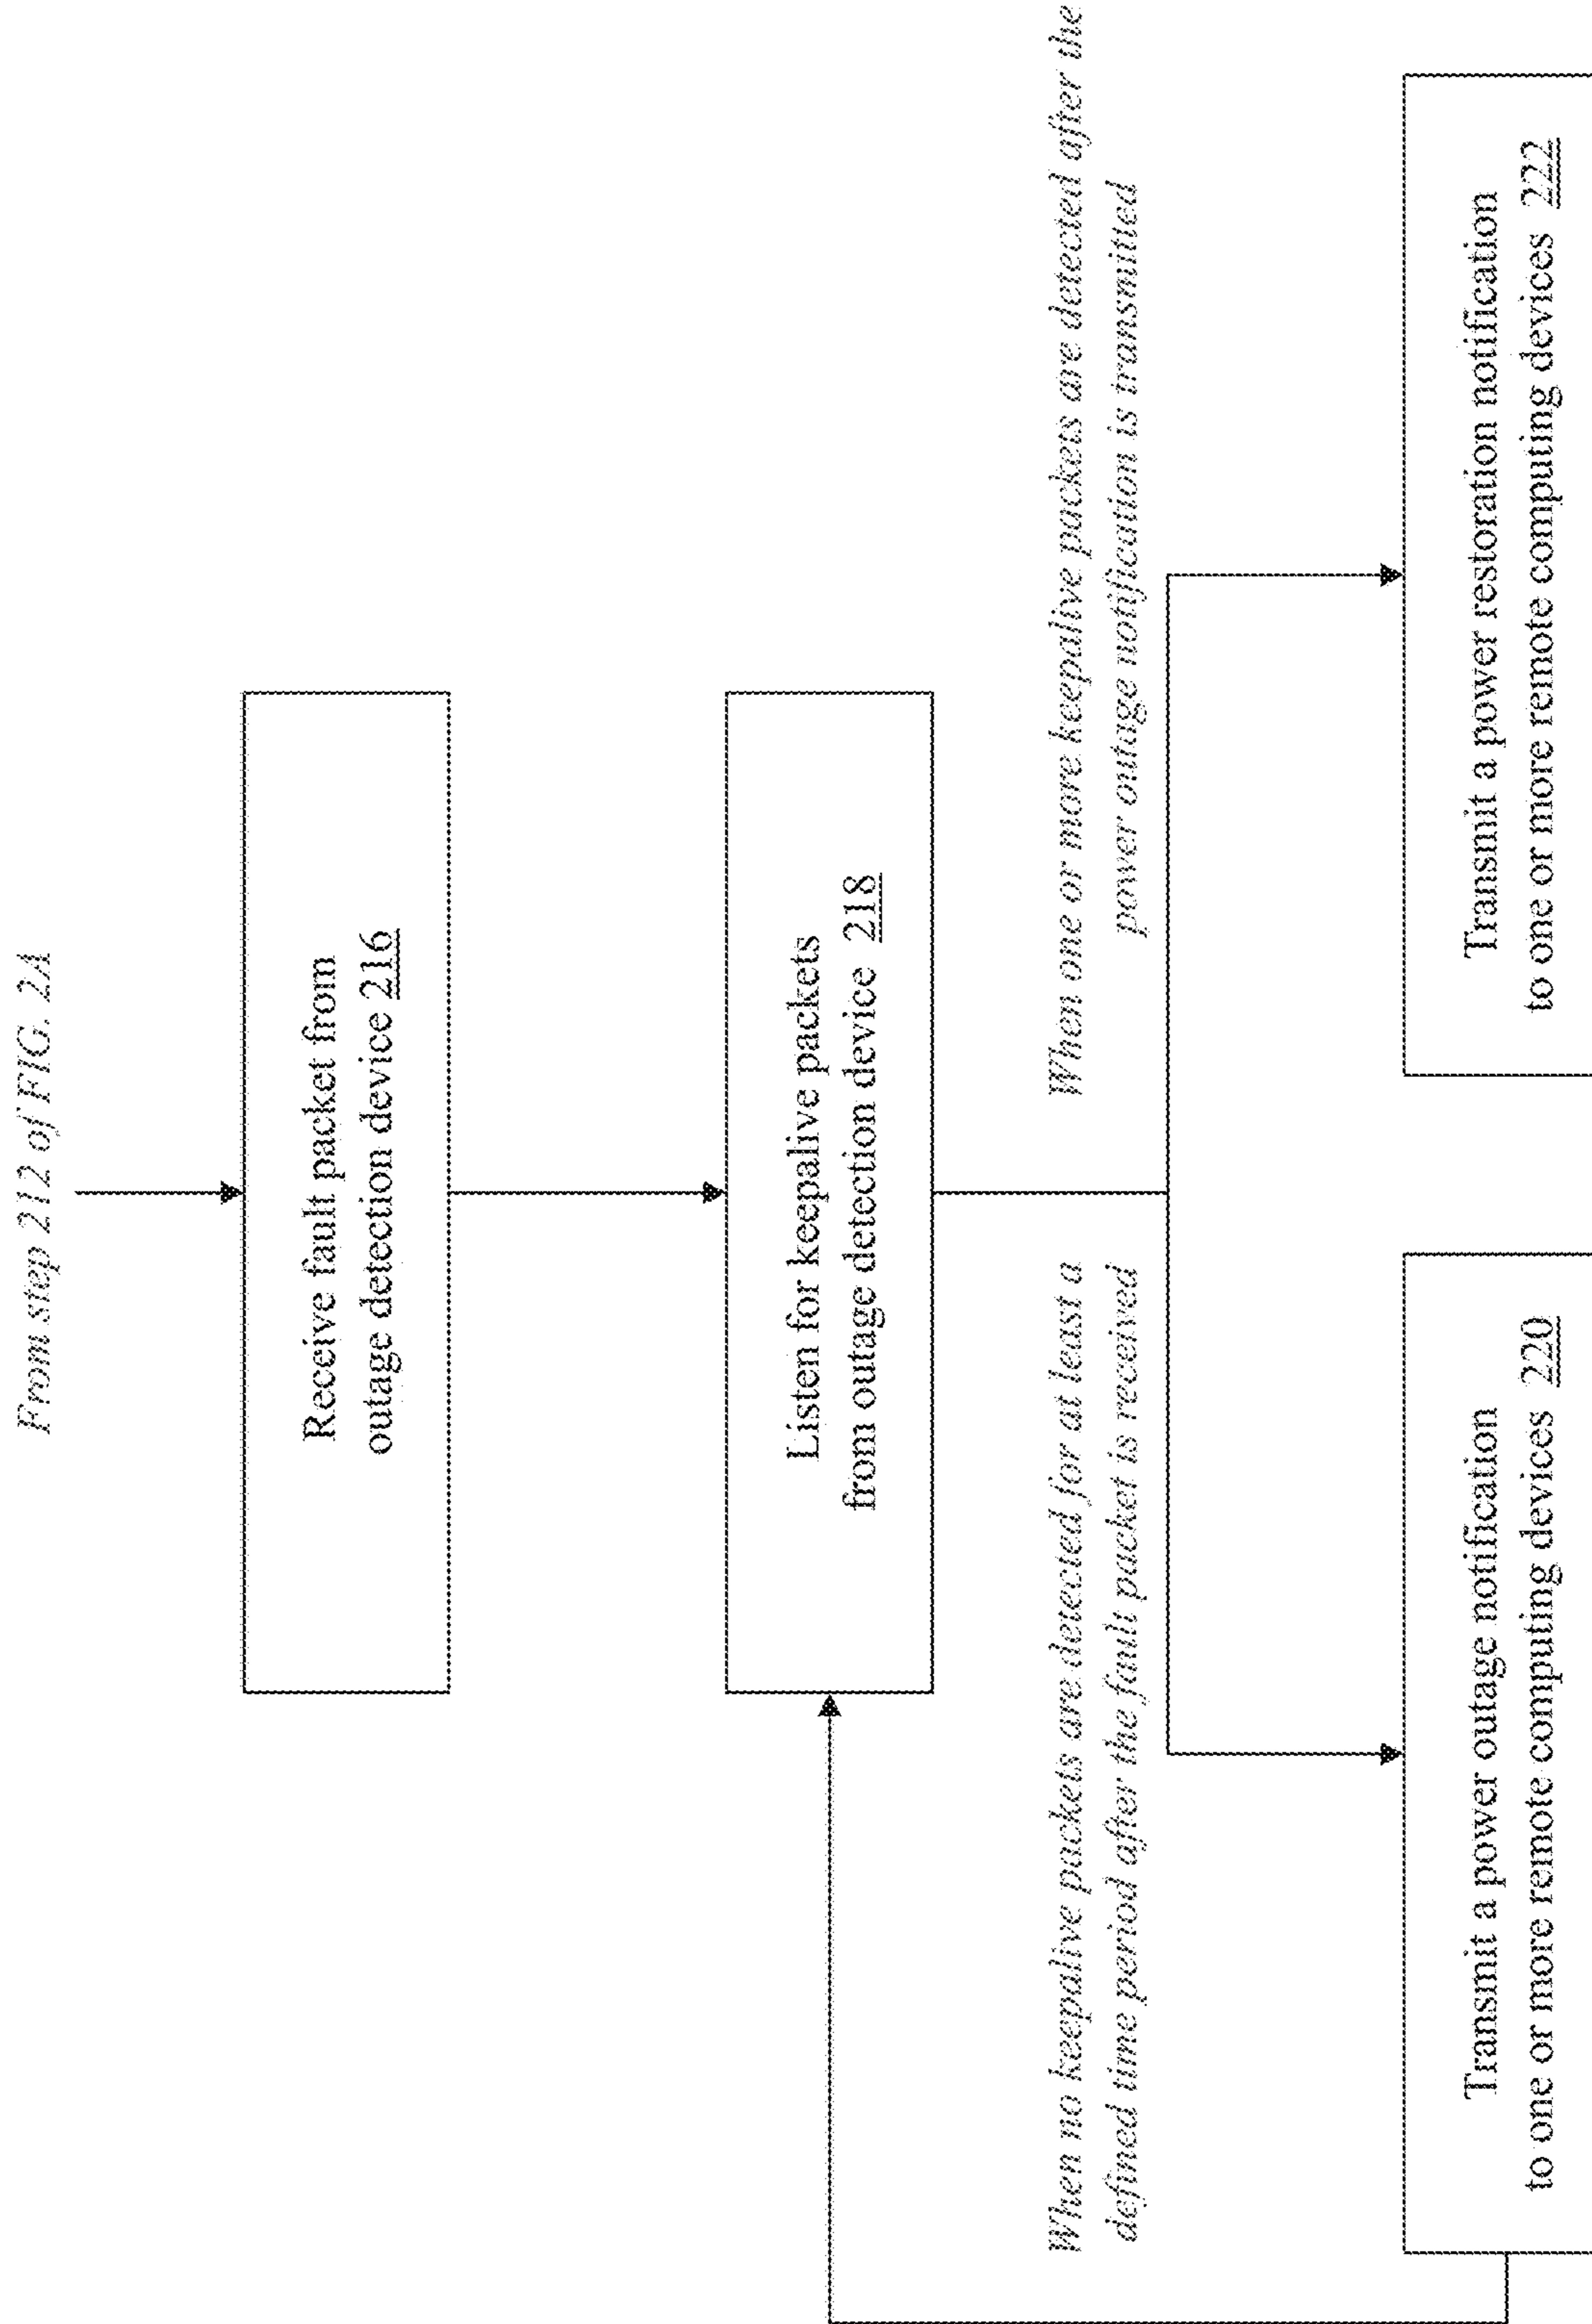 From step 212 of FIG. 2A
Receive fault packet from
outage detection device 216
Listen for keepalive packets
from outage detection device 218
When no keepalive packets are detected for at least a
defined time period after the fault packet is received
When one or more keepalive packets are detected after the
power outage notification is transmitted
Transmit a power outage notification
to one or more remote computing devices 220
Transmit a power restoration notification
to one or more remote computing devices 222